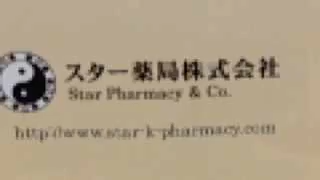 スター薬局株式会社
Star Pharmacy & Co.
http://www.star-k-pharmacy.com